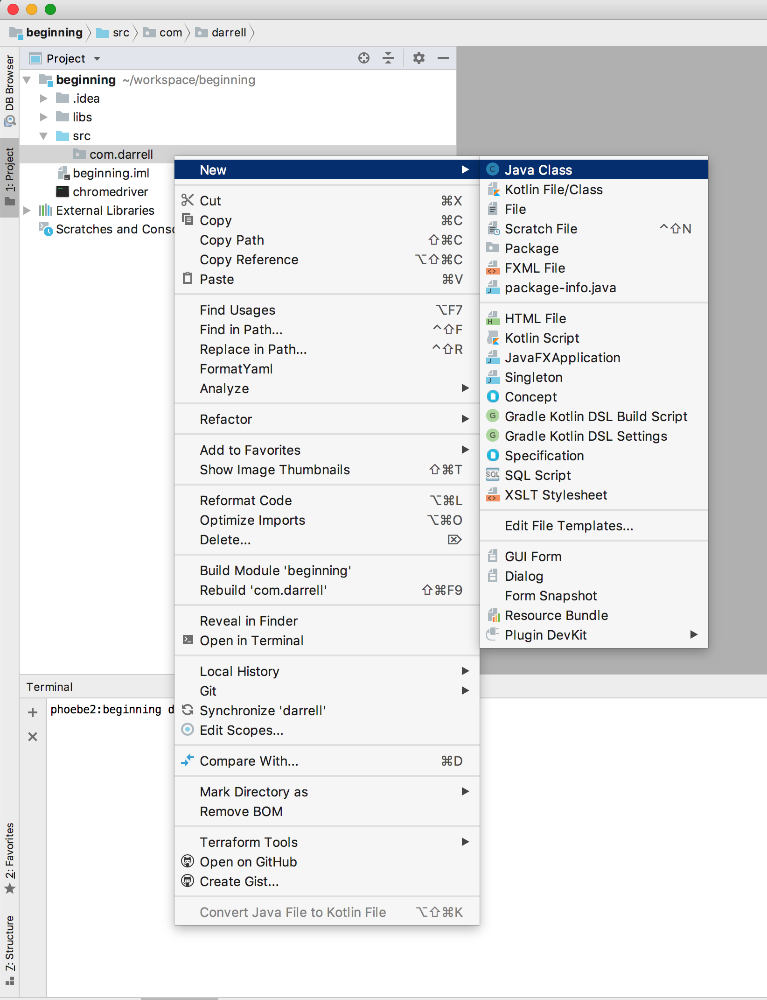 beginning src com darrell
Project
DB Browser
1: Project
2: Favorites
7: Structure
beginning ~/workspace/beginning
.idea
libs
src
com.darrell
beginning.iml
chromedriver
External Libraries
Scratches and Conso
New
Cut ⌘X
Copy ⌘C
Copy Path ⇧⌘C
Copy Reference ⌥⇧⌘C
Paste ⌘V
Find Usages ⌥F7
Find in Path... ^⇧F
Replace in Path... ^⇧R
FormatYaml
Analyze
Refactor
Add to Favorites
Show Image Thumbnails ⇧⌘T
Reformat Code ⌥⌘L
Optimize Imports ⌥⌘O
Delete... ⌦
Build Module 'beginning'
Rebuild 'com.darrell' ⇧⌘F9
Reveal in Finder
Open in Terminal
Local History
Git
Synchronize 'darrell'
Edit Scopes...
Compare With... ⌘D
Mark Directory as
Remove BOM
Terraform Tools
Open on GitHub
Create Gist...
Convert Java File to Kotlin File ⌥⇧⌘K
Java Class
Kotlin File/Class
File
Scratch File ^⇧N
Package
FXML File
package-info.java
HTML File
Kotlin Script
JavaFXApplication
Singleton
Concept
Gradle Kotlin DSL Build Script
Gradle Kotlin DSL Settings
Specification
SQL Script
XSLT Stylesheet
Edit File Templates...
GUI Form
Dialog
Form Snapshot
Resource Bundle
Plugin DevKit
Terminal
phoebe2:beginning d